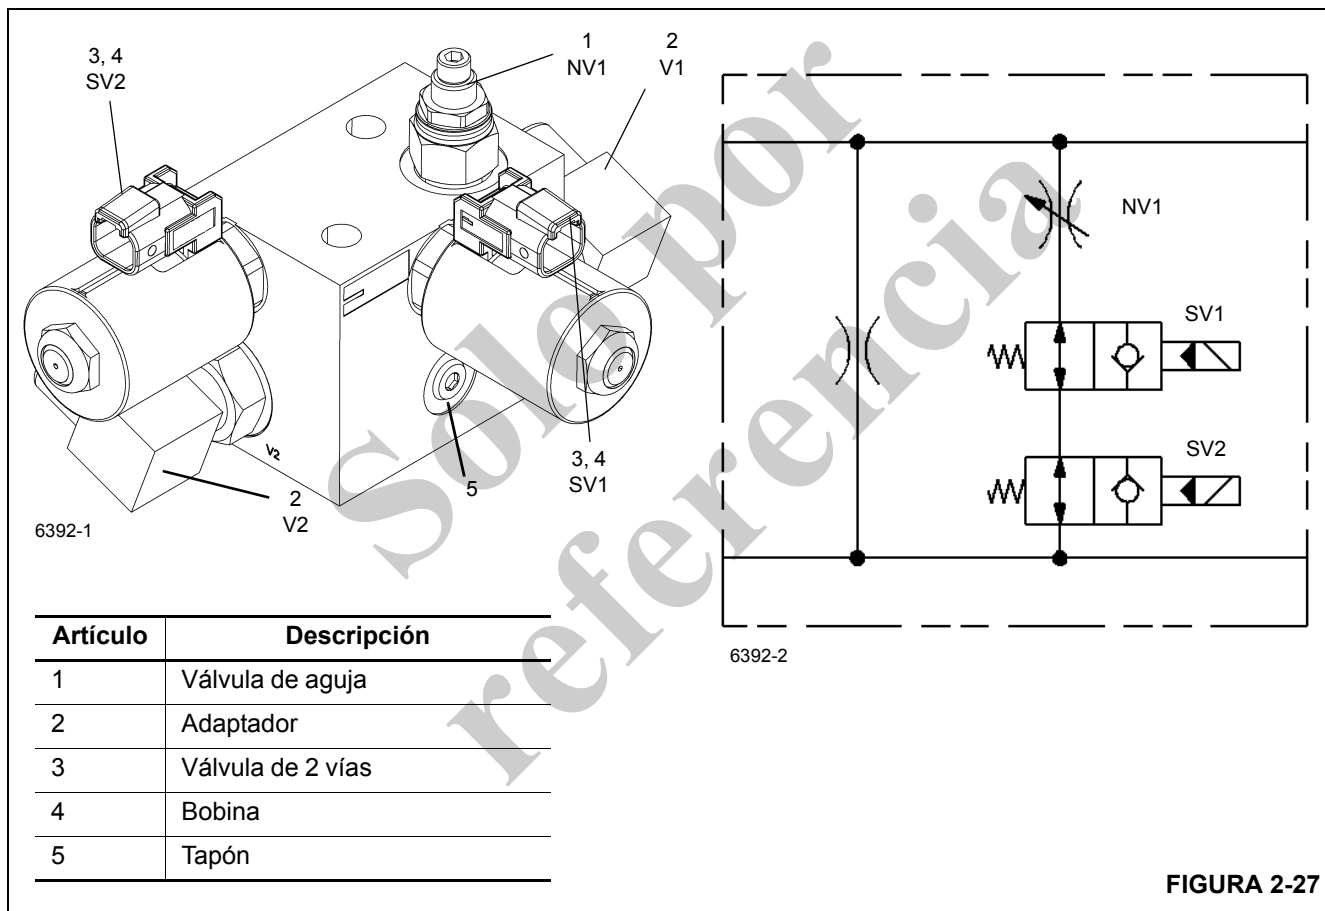 3, 4
SV2
1
NV1
2
V1
V2
2
V2
5
3, 4
SV1
6392-1
NV1
SV1
SV2
6392-2
Artículo Descripción
1 Válvula de aguja
2 Adaptador
3 Válvula de 2 vías
4 Bobina
5 Tapón
FIGURA 2-27
Solo por
referencia